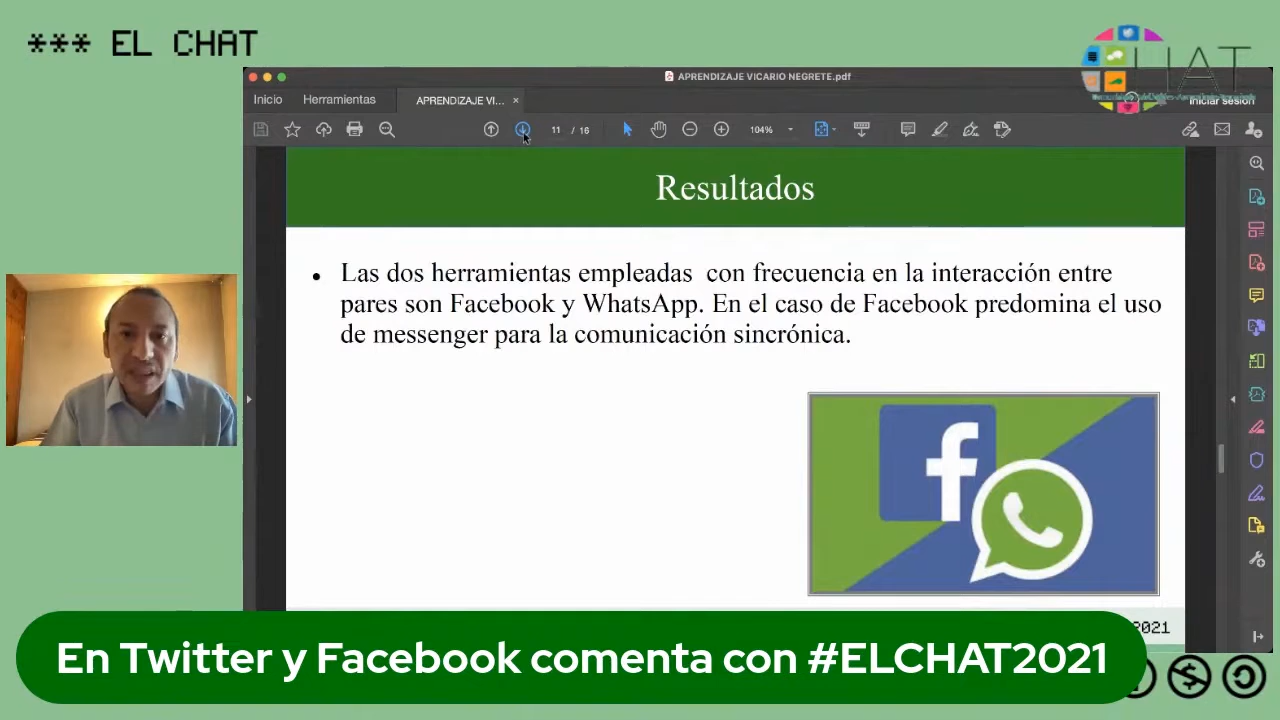 *** EL CHAT
HAT
APRENDIZAJE VICARIO NEGRETE.pdf
Inicio Herramientas APRENDIZAJE VI... ×
Iniciar sesión
11 / 16 104%
Resultados
• Las dos herramientas empleadas con frecuencia en la interacción entre
pares son Facebook y WhatsApp. En el caso de Facebook predomina el uso
de messenger para la comunicación sincrónica.
2021
En Twitter y Facebook comenta con #ELCHAT2021